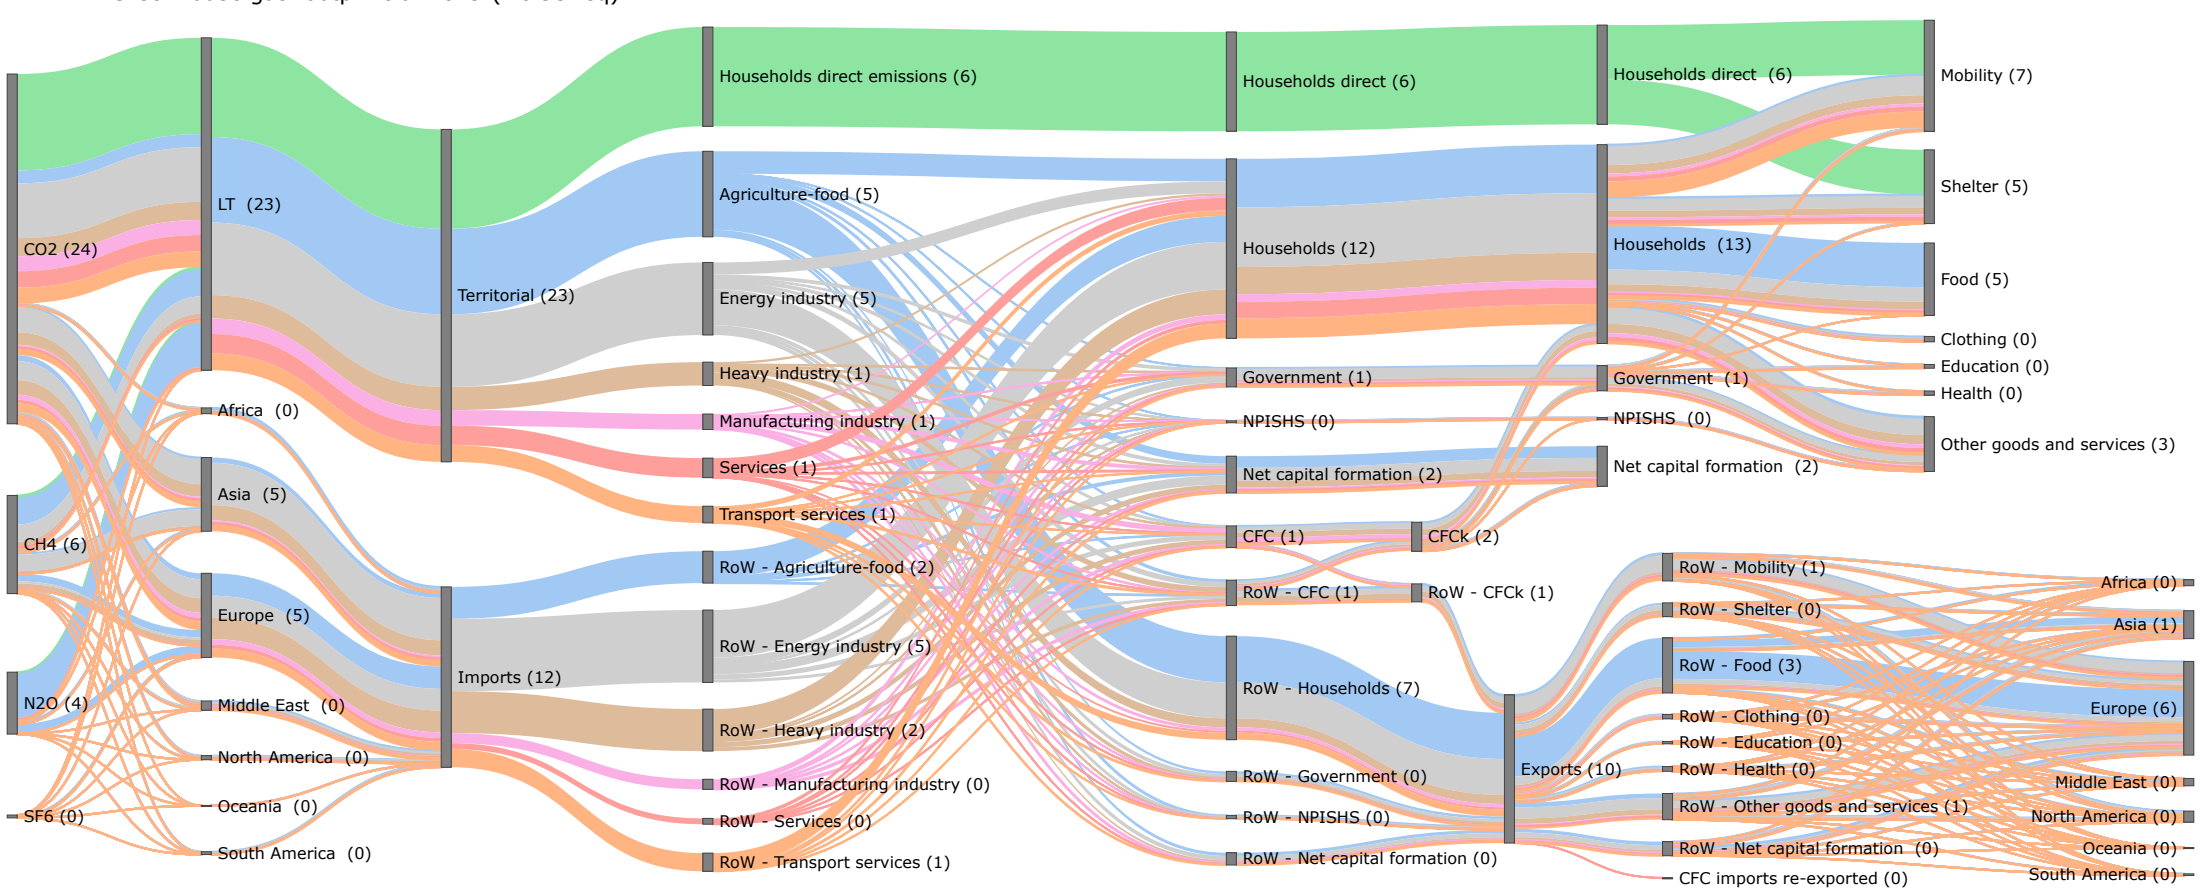 CO2 (24)
CH4 (6)
N2O (4)
SF6 (0)
LT (23)
Africa (0)
Asia (5)
Europe (5)
Middle East (0)
North America (0)
Oceania (0)
South America (0)
Territorial (23)
Imports (12)
Households direct emissions (6)
Agriculture-food (5)
Energy industry (5)
Heavy industry (1)
Manufacturing industry (1)
Services (1)
Transport services (1)
RoW - Agriculture-food (2)
RoW - Energy industry (5)
RoW - Heavy industry (2)
RoW - Manufacturing industry (0)
RoW - Services (0)
RoW - Transport services (1)
Households direct (6)
Households (12)
Government (1)
NPISHS (0)
Net capital formation (2)
CFC (1)
RoW - CFC (1)
RoW - Households (7)
RoW - Government (0)
RoW - NPISHS (0)
RoW - Net capital formation (0)
CFCk (2)
RoW - CFCk (1)
Exports (10)
Households direct (6)
Households (13)
Government (1)
NPISHS (0)
Net capital formation (2)
RoW - Mobility (1)
RoW - Shelter (0)
RoW - Food (3)
RoW - Clothing (0)
RoW - Education (0)
RoW - Health (0)
RoW - Other goods and services (1)
RoW - Net capital formation (0)
CFC imports re-exported (0)
Mobility (7)
Shelter (5)
Food (5)
Clothing (0)
Education (0)
Health (0)
Other goods and services (3)
Africa (0)
Asia (1)
Europe (6)
Middle East (0)
North America (0)
Oceania (0)
South America (0)